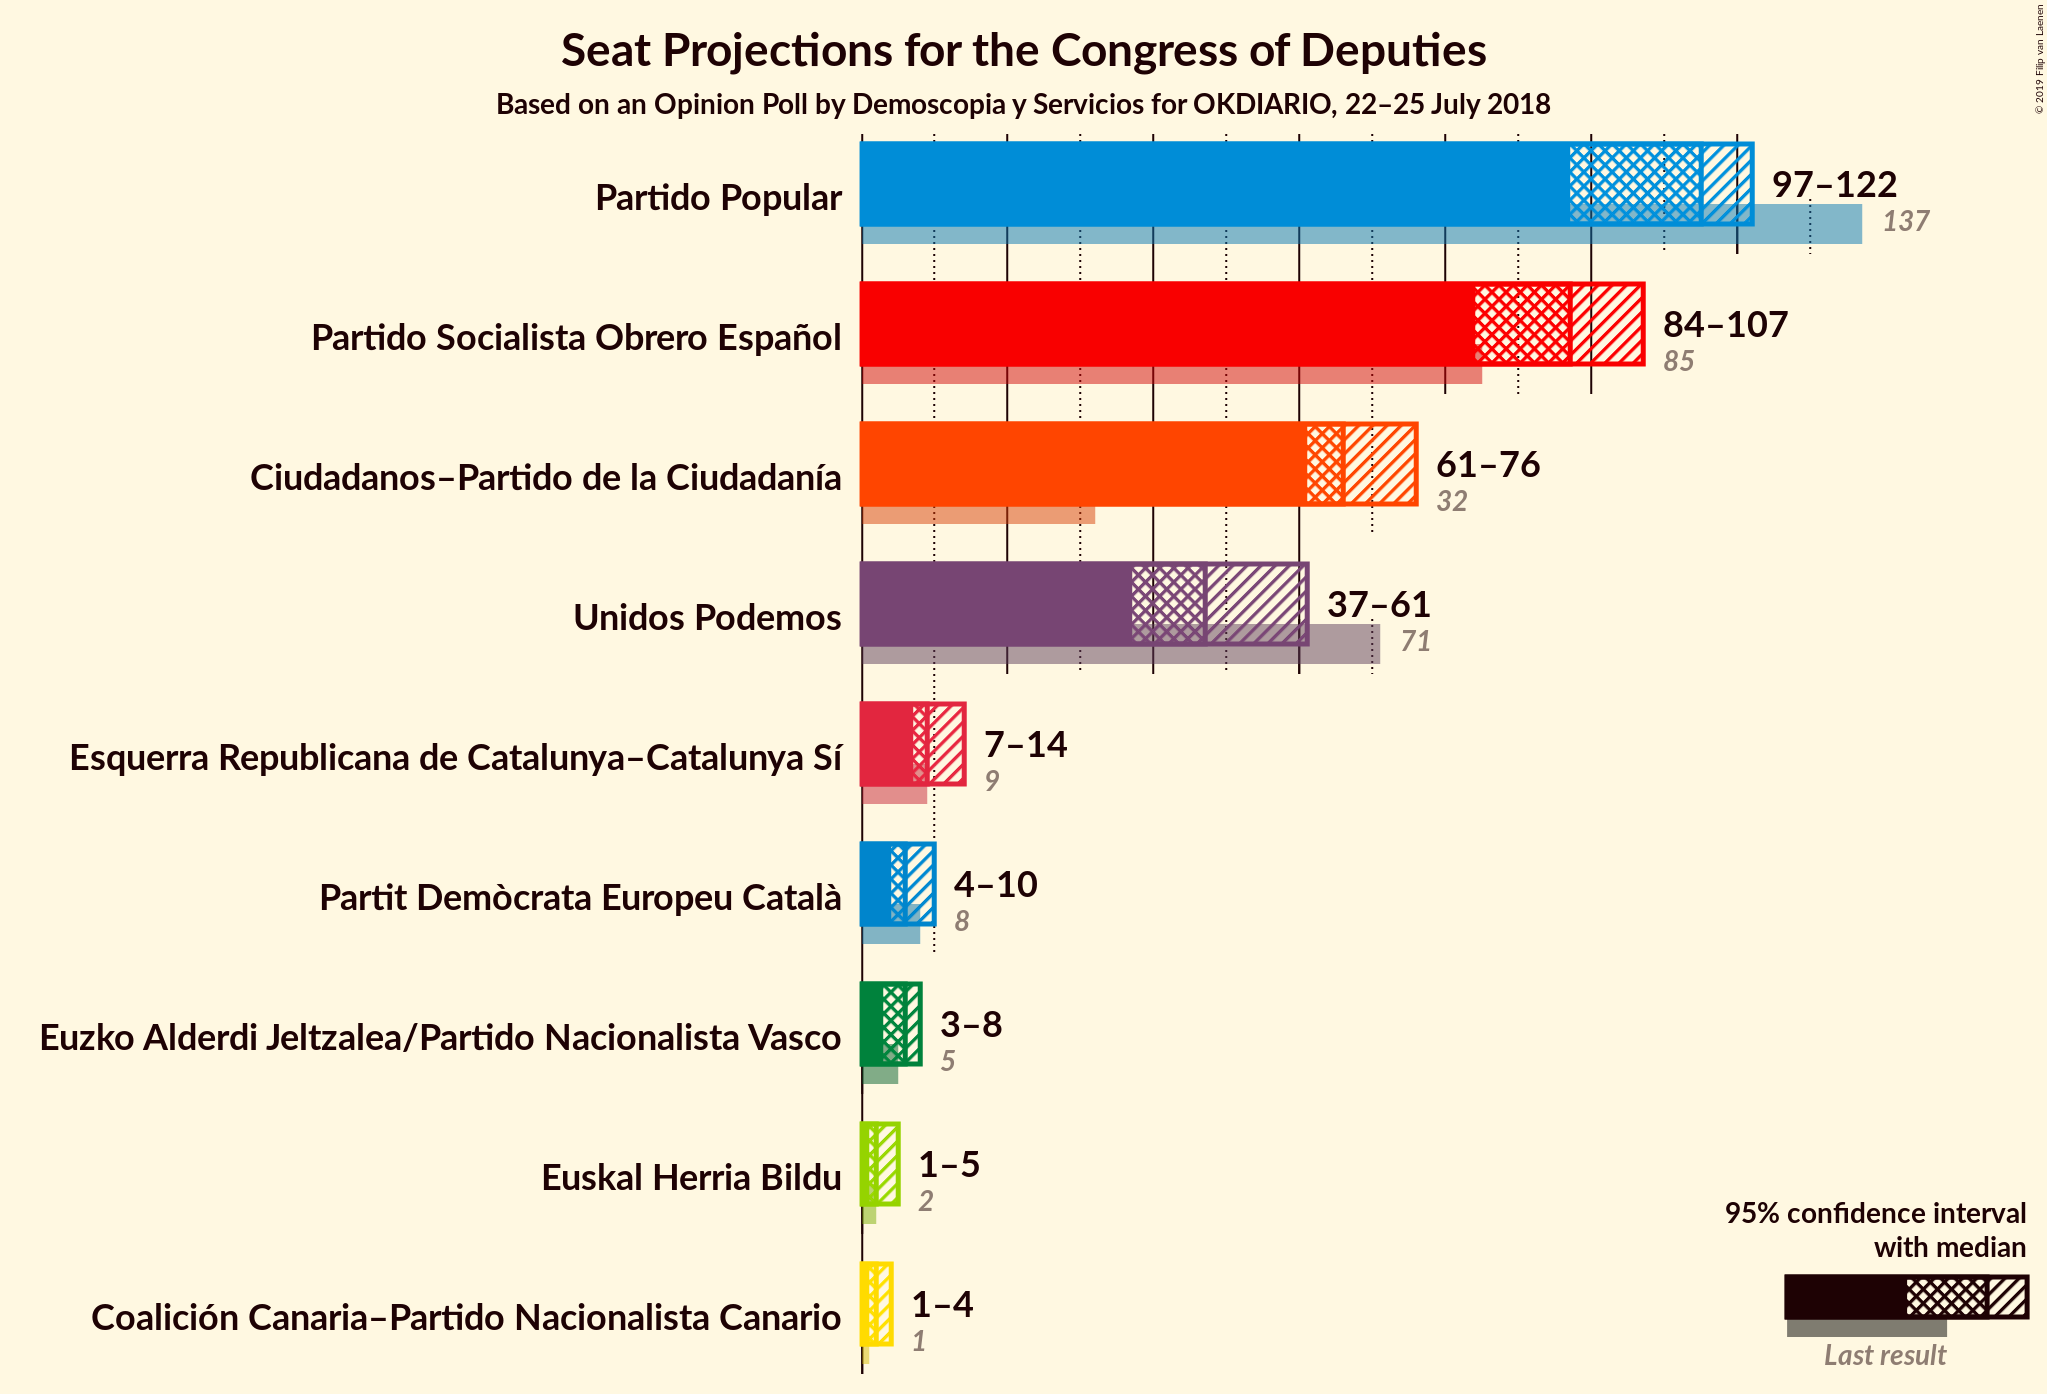 Seat Projections for the Congress of Deputies
Based on an Opinion Poll by Demoscopia y Servicios for OKDIARIO, 22–25 July 2018
© 2019 Filip van Laenen
Partido Popular
97–122
137
Partido Socialista Obrero Español
84–107
85
Ciudadanos–Partido de la Ciudadanía
61–76
32
Unidos Podemos
37–61
71
Esquerra Republicana de Catalunya–Catalunya Sí
7–14
9
Partit Demòcrata Europeu Català
4–10
8
Euzko Alderdi Jeltzalea/Partido Nacionalista Vasco
3–8
5
Euskal Herria Bildu
1–5
2
Coalición Canaria–Partido Nacionalista Canario
1–4
1
95% confidence interval
with median
Last result